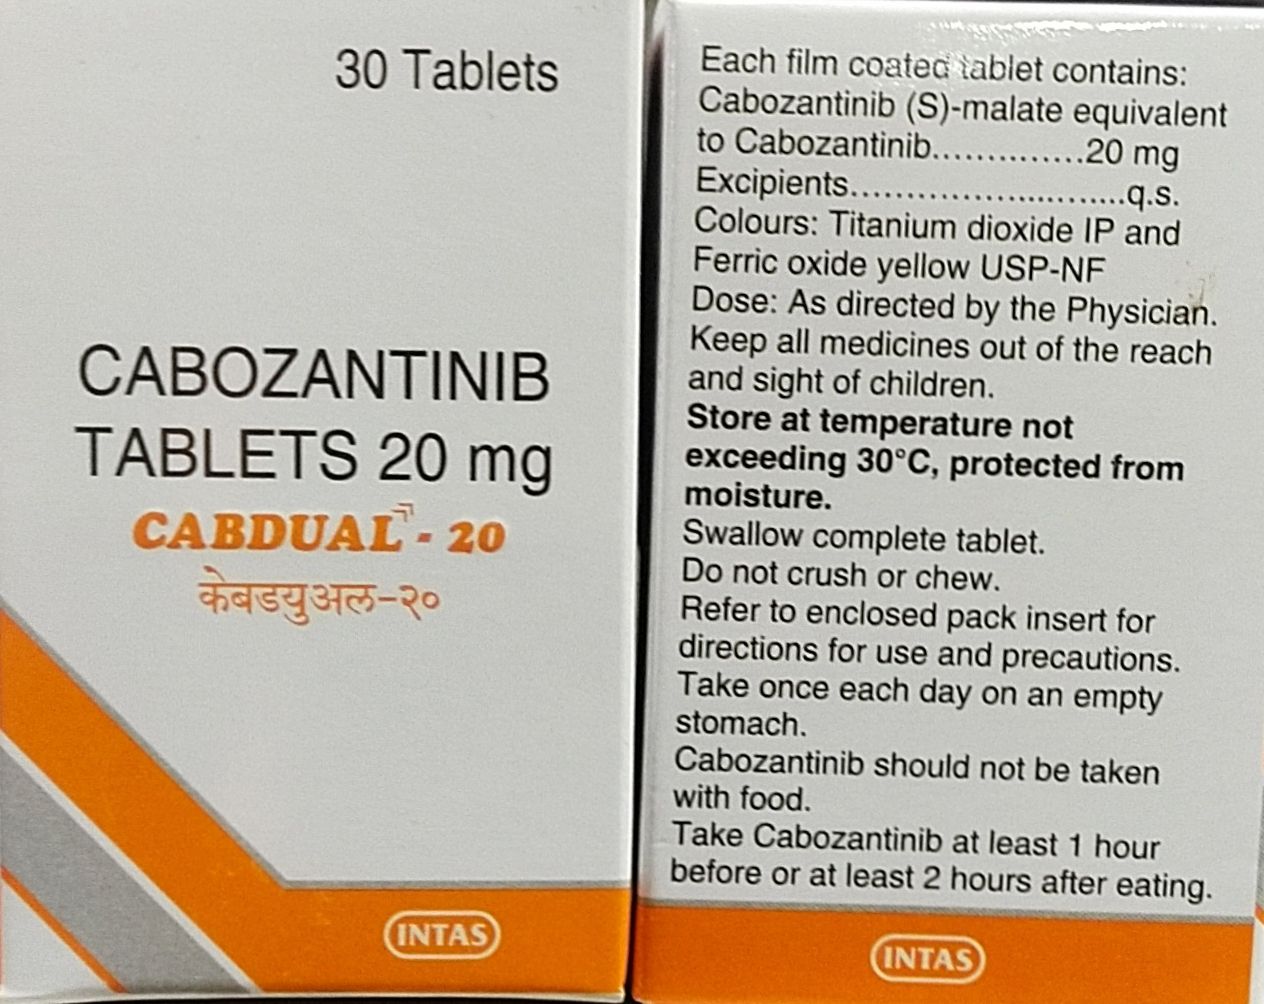 30 Tablets
CABOZANTINIB
TABLETS 20 mg
CABDUAL - 20
केबडयुअल-२०
INTAS
Each film coated tablet contains:
Cabozantinib (S)-malate equivalent
to Cabozantinib..............20 mg
Excipients............................q.s.
Colours: Titanium dioxide IP and
Ferric oxide yellow USP-NF
Dose: As directed by the Physician.
Keep all medicines out of the reach
and sight of children.
Store at temperature not
exceeding 30°C, protected from
moisture.
Swallow complete tablet.
Do not crush or chew.
Refer to enclosed pack insert for
directions for use and precautions.
Take once each day on an empty
stomach.
Cabozantinib should not be taken
with food.
Take Cabozantinib at least 1 hour
before or at least 2 hours after eating.
INTAS